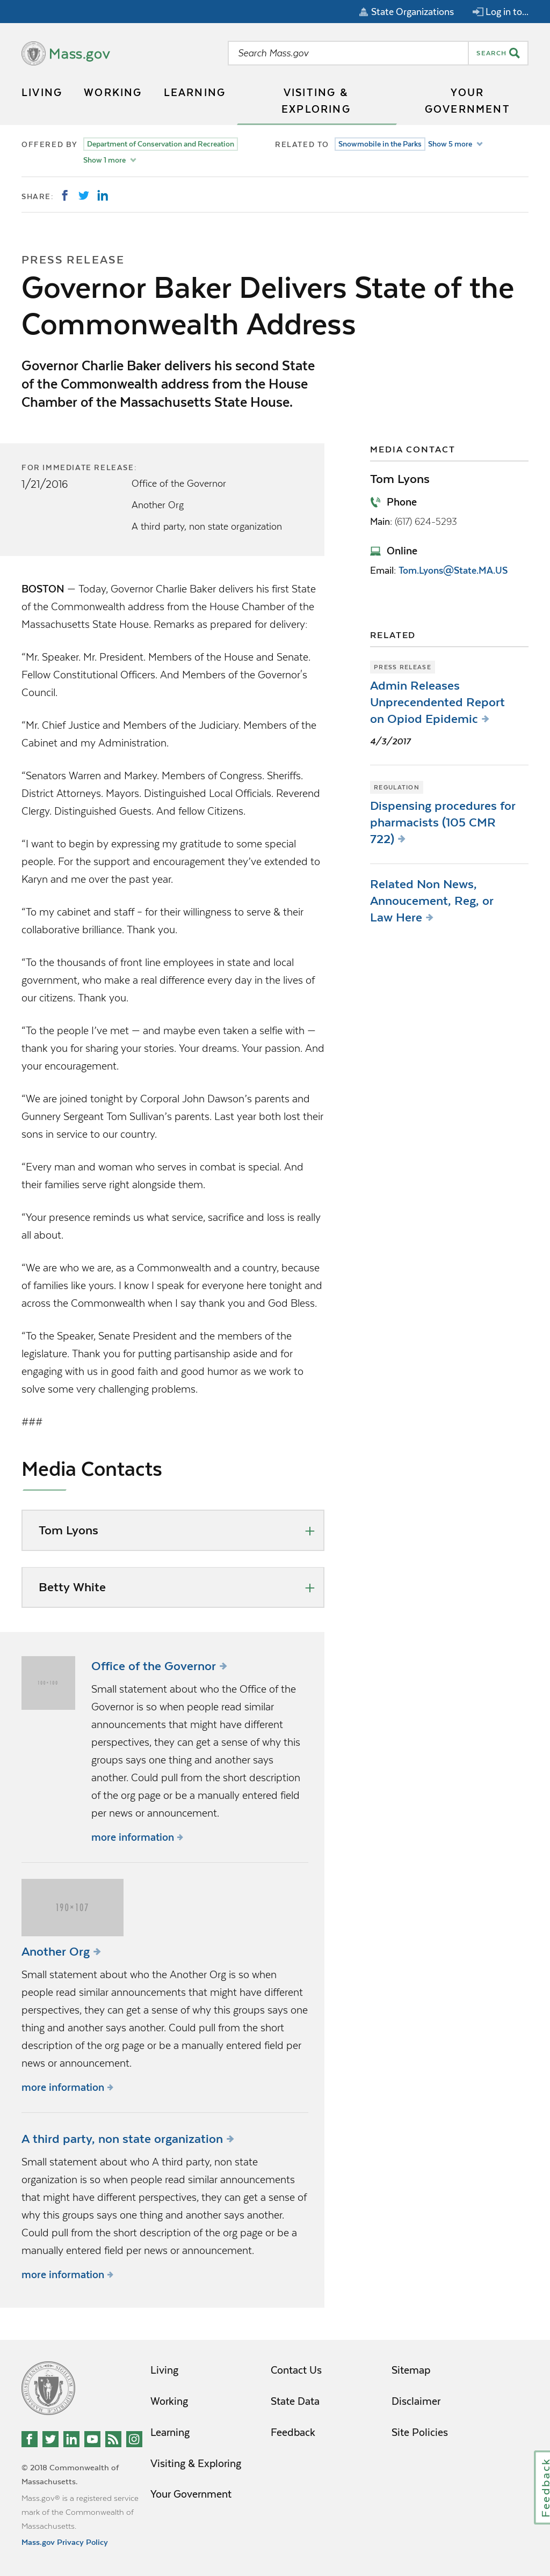 State Organizations
Log in to...
Mass.gov
Search Mass.gov
SEARCH
LIVING
WORKING
LEARNING
VISITING &
EXPLORING
YOUR
GOVERNMENT
OFFERED BY
Department of Conservation and Recreation
Show 1 more
RELATED TO
Snowmobile in the Parks
Show 5 more
SHARE:
PRESS RELEASE
Governor Baker Delivers State of the
Commonwealth Address
Governor Charlie Baker delivers his second State
of the Commonwealth address from the House
Chamber of the Massachusetts State House.
FOR IMMEDIATE RELEASE:
1/21/2016
Office of the Governor
Another Org
A third party, non state organization
MEDIA CONTACT
Tom Lyons
Phone
Main: (617) 624-5293
Online
Email: Tom.Lyons@State.MA.US
RELATED
PRESS RELEASE
Admin Releases
Unprecendented Report
on Opiod Epidemic
4/3/2017
REGULATION
Dispensing procedures for
pharmacists (105 CMR
722)
Related Non News,
Annoucement, Reg, or
Law Here
BOSTON — Today, Governor Charlie Baker delivers his first State
of the Commonwealth address from the House Chamber of the
Massachusetts State House. Remarks as prepared for delivery:
“Mr. Speaker. Mr. President. Members of the House and Senate.
Fellow Constitutional Officers. And Members of the Governor's
Council.
“Mr. Chief Justice and Members of the Judiciary. Members of the
Cabinet and my Administration.
“Senators Warren and Markey. Members of Congress. Sheriffs.
District Attorneys. Mayors. Distinguished Local Officials. Reverend
Clergy. Distinguished Guests. And fellow Citizens.
“I want to begin by expressing my gratitude to some special
people. For the support and encouragement they’ve extended to
Karyn and me over the past year.
“To my cabinet and staff – for their willingness to serve & their
collaborative brilliance. Thank you.
“To the thousands of front line employees in state and local
government, who make a real difference every day in the lives of
our citizens. Thank you.
“To the people I’ve met — and maybe even taken a selfie with —
thank you for sharing your stories. Your dreams. Your passion. And
your encouragement.
“We are joined tonight by Corporal John Dawson’s parents and
Gunnery Sergeant Tom Sullivan’s parents. Last year both lost their
sons in service to our country.
“Every man and woman who serves in combat is special. And
their families serve right alongside them.
“Your presence reminds us what service, sacrifice and loss is really
all about.
“We are who we are, as a Commonwealth and a country, because
of families like yours. I know I speak for everyone here tonight and
across the Commonwealth when I say thank you and God Bless.
“To the Speaker, Senate President and the members of the
legislature. Thank you for putting partisanship aside and for
engaging with us in good faith and good humor as we work to
solve some very challenging problems.
###
Media Contacts
Tom Lyons
Betty White
Office of the Governor
Small statement about who the Office of the
Governor is so when people read similar
announcements that might have different
perspectives, they can get a sense of why this
groups says one thing and another says
another. Could pull from the short description
of the org page or be a manually entered field
per news or announcement.
more information
190×107
Another Org
Small statement about who the Another Org is so when
people read similar announcements that might have different
perspectives, they can get a sense of why this groups says one
thing and another says another. Could pull from the short
description of the org page or be a manually entered field per
news or announcement.
more information
A third party, non state organization
Small statement about who A third party, non state
organization is so when people read similar announcements
that might have different perspectives, they can get a sense of
why this groups says one thing and another says another.
Could pull from the short description of the org page or be a
manually entered field per news or announcement.
more information
Living
Working
Learning
Visiting & Exploring
Your Government
Contact Us
State Data
Feedback
Sitemap
Disclaimer
Site Policies
© 2018 Commonwealth of
Massachusetts.
Mass.gov® is a registered service
mark of the Commonwealth of
Massachusetts.
Mass.gov Privacy Policy
Feedback